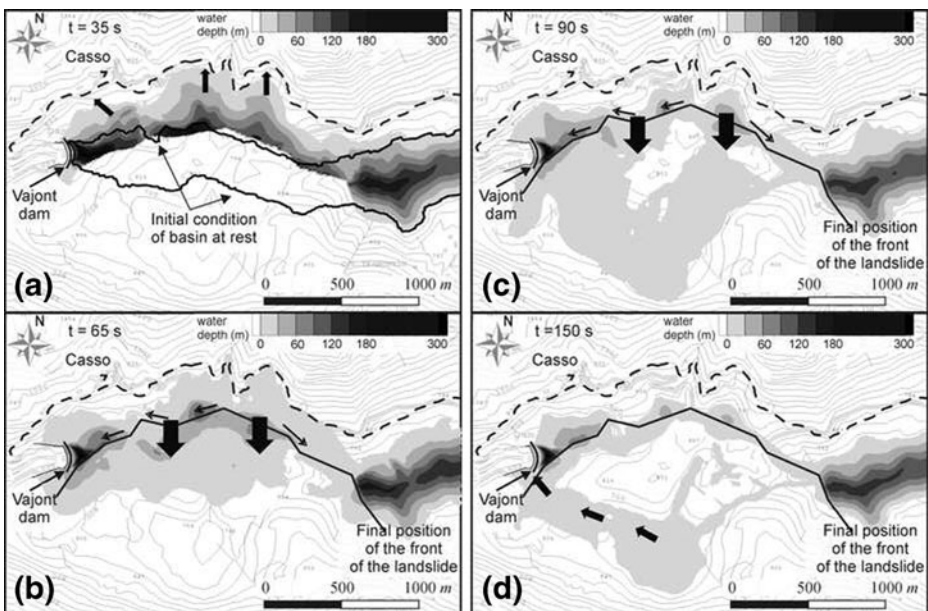 N
t = 35 s
Casso
water
depth (m)
0 60 120 180 300
Vajont
dam
Initial condition
of basin at rest
(a)
0 500 1000 m
N
t = 65 s
Casso
water
depth (m)
0 60 120 180 300
Vajont
dam
Final position
of the front
of the landslide
(b)
0 500 1000 m
N
t = 90 s
Casso
water
depth (m)
0 60 120 180 300
Vajont
dam
Final position
of the front
of the landslide
(c)
0 500 1000 m
N
t =150 s
Casso
water
depth (m)
0 60 120 180 300
Vajont
dam
Final position
of the front
of the landslide
(d)
0 500 1000 m